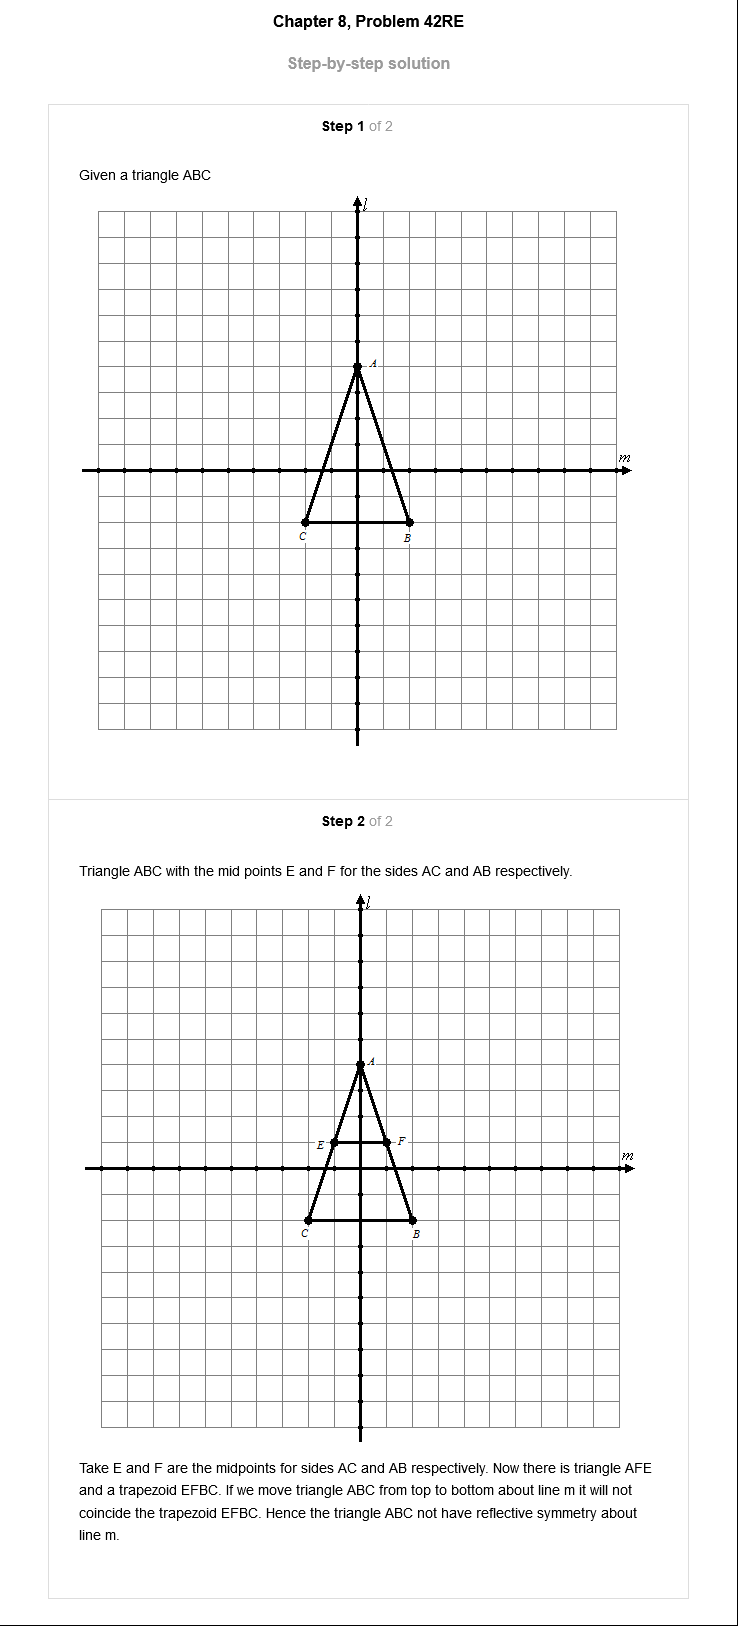 Chapter 8, Problem 42RE
Step-by-step solution
Step 1 of 2
Given a triangle ABC
l
A
m
C
B
Step 2 of 2
Triangle ABC with the mid points E and F for the sides AC and AB respectively.
l
A
E
F
m
C
B
Take E and F are the midpoints for sides AC and AB respectively. Now there is triangle AFE
and a trapezoid EFBC. If we move triangle ABC from top to bottom about line m it will not
coincide the trapezoid EFBC. Hence the triangle ABC not have reflective symmetry about
line m.